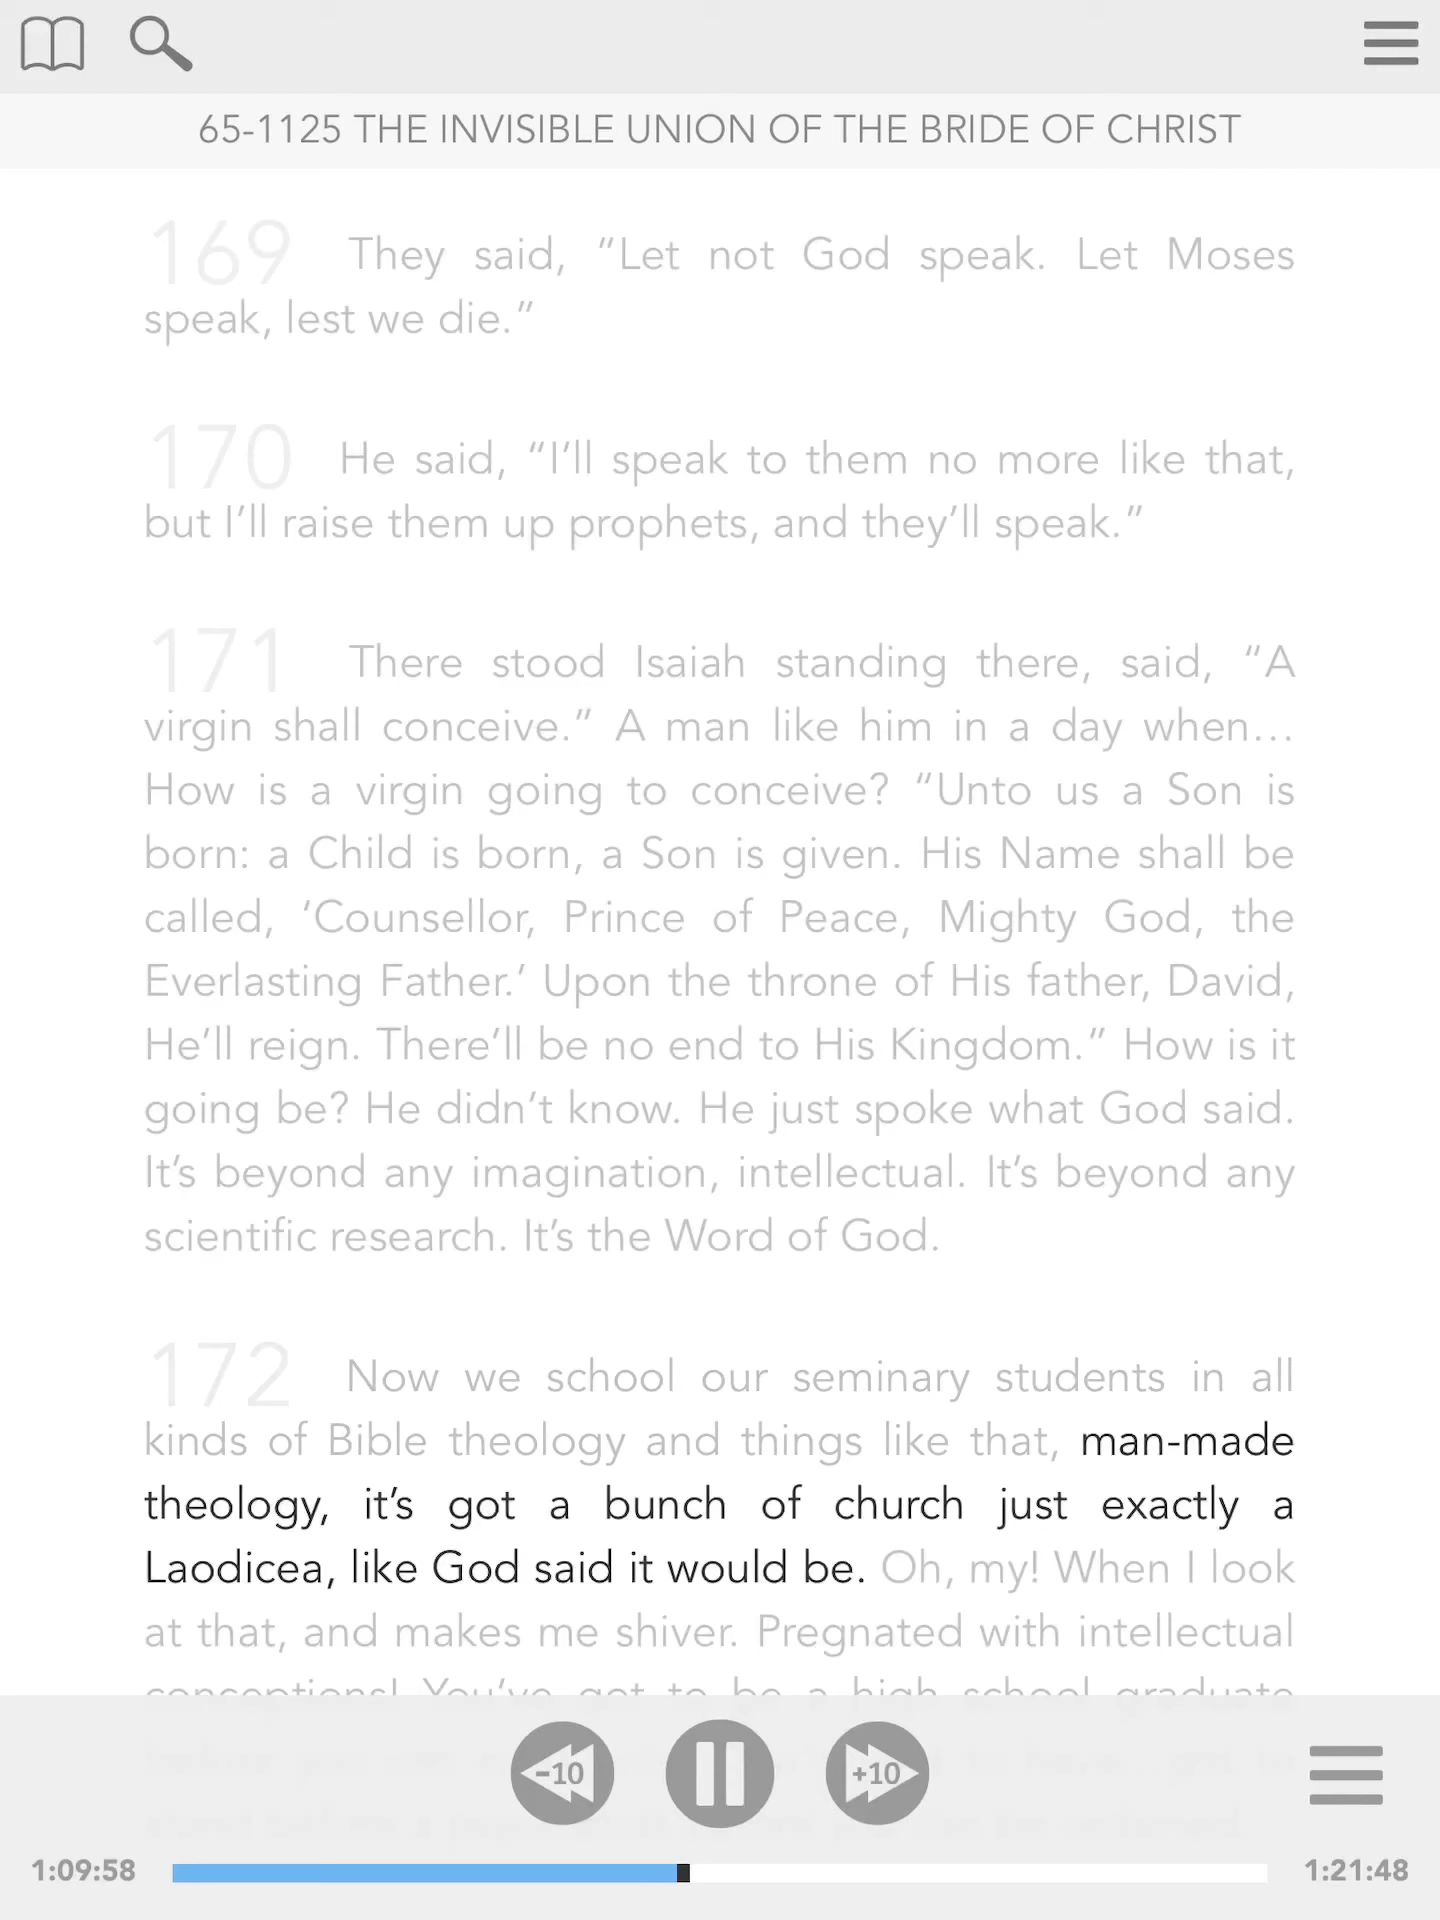 65-1125 THE INVISIBLE UNION OF THE BRIDE OF CHRIST
169 They said, “Let not God speak. Let Moses
speak, lest we die.”
170 He said, “I’ll speak to them no more like that,
but I’ll raise them up prophets, and they’ll speak.”
171 There stood Isaiah standing there, said, “A
virgin shall conceive.” A man like him in a day when…
How is a virgin going to conceive? “Unto us a Son is
born: a Child is born, a Son is given. His Name shall be
called, ‘Counsellor, Prince of Peace, Mighty God, the
Everlasting Father.’ Upon the throne of His father, David,
He’ll reign. There’ll be no end to His Kingdom.” How is it
going be? He didn’t know. He just spoke what God said.
It’s beyond any imagination, intellectual. It’s beyond any
scientific research. It’s the Word of God.
172 Now we school our seminary students in all
kinds of Bible theology and things like that, man-made
theology, it’s got a bunch of church just exactly a
Laodicea, like God said it would be. Oh, my! When I look
at that, and makes me shiver. Pregnated with intellectual
conceptions! You’ve got to be a high school graduate
-10 +10
1:09:58 1:21:48